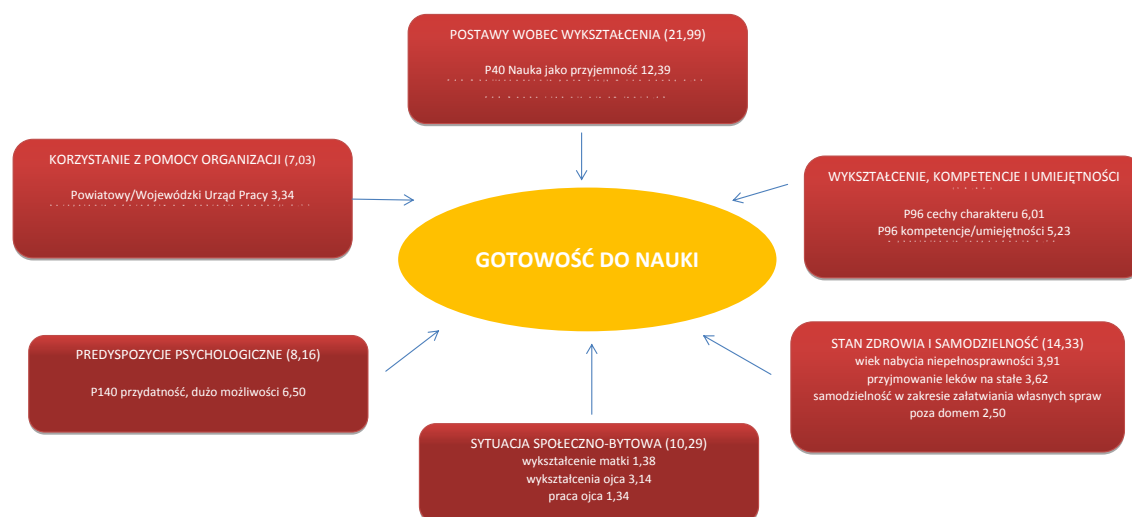 POSTAWY WOBEC WYKSZTAŁCENIA (21,99)
P40 Nauka jako przyjemność 12,39
KORZYSTANIE Z POMOCY ORGANIZACJI (7,03)
Powiatowy/Wojewódzki Urząd Pracy 3,34
WYKSZTAŁCENIE, KOMPETENCJE I UMIEJĘTNOŚCI
P96 cechy charakteru 6,01
P96 kompetencje/umiejętności 5,23
GOTOWOŚĆ DO NAUKI
PREDYSPOZYCJE PSYCHOLOGICZNE (8,16)
P140 przydatność, dużo możliwości 6,50
STAN ZDROWIA I SAMODZIELNOŚĆ (14,33)
wiek nabycia niepełnosprawności 3,91
przyjmowanie leków na stałe 3,62
samodzielność w zakresie załatwiania własnych spraw
poza domem 2,50
SYTUACJA SPOŁECZNO-BYTOWA (10,29)
wykształcenie matki 1,38
wykształcenia ojca 3,14
praca ojca 1,34